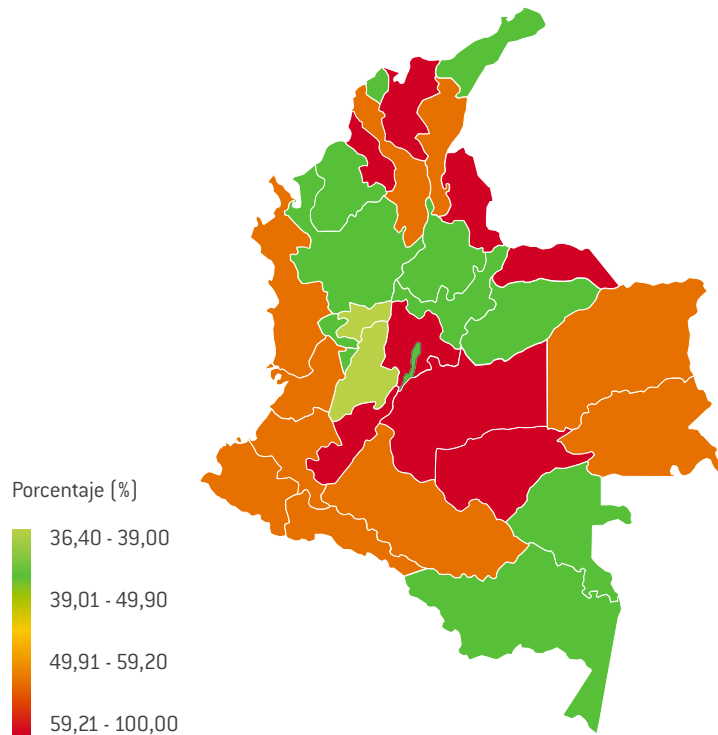 Porcentaje (%)
36,40 - 39,00
39,01 - 49,90
49,91 - 59,20
59,21 - 100,00